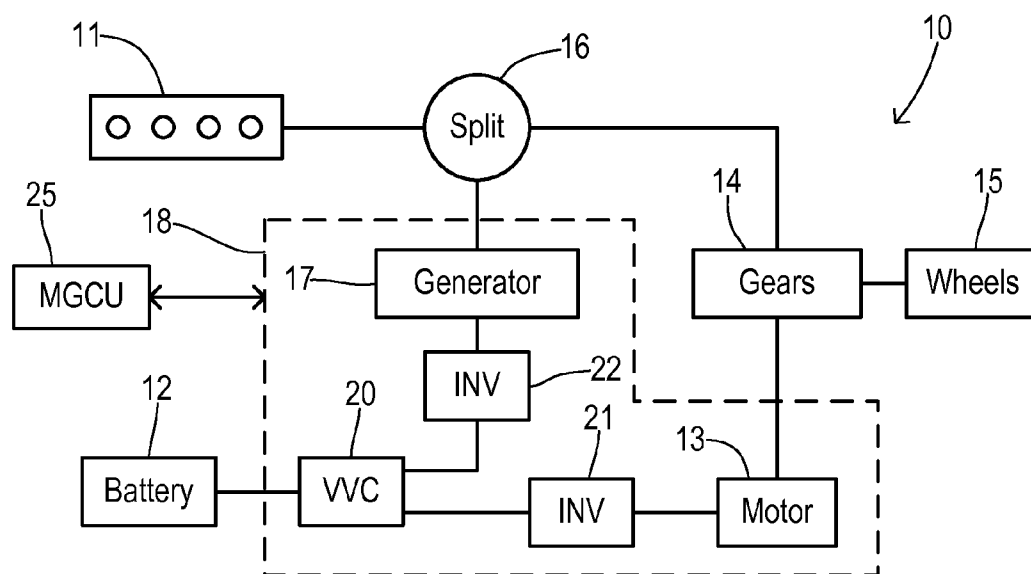 11
16
10
Split
25
18
14
15
MGCU
17
Generator
Gears
Wheels
12
20
INV
22
21
13
Battery
VVC
INV
Motor